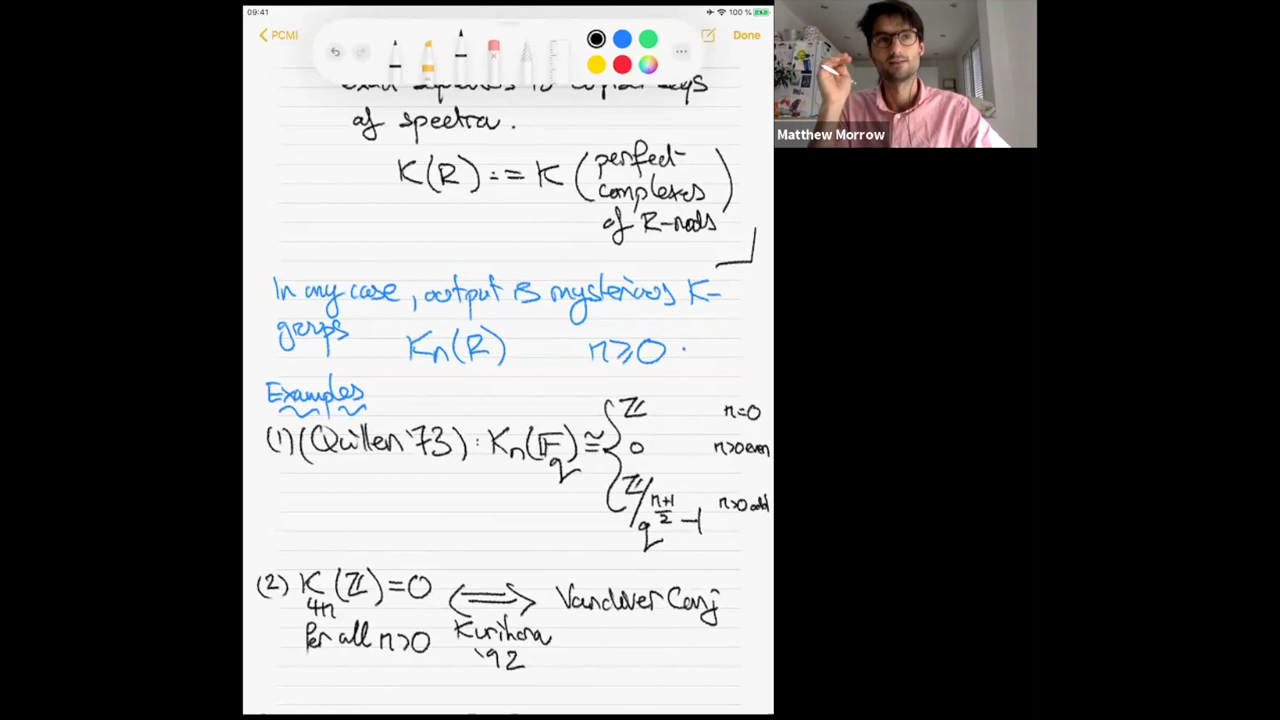 09:41
100 %
PCMI
Done
of spectra.
K(R) := K (perfect complexes of R-mods)
In any case, output is mysterious K-
groups Kn(R) n⩾0.
Examples
(1) (Quillen '73): Kn(𝔽q) ≅ { ℤ n=0
0 n>0 even
ℤ/q^{(n+1)/2}-1 n>0 odd
(2) K4n(ℤ)=0 ⟺ Vandiver Conj
for all n>0 Kurihara
'92
Matthew Morrow